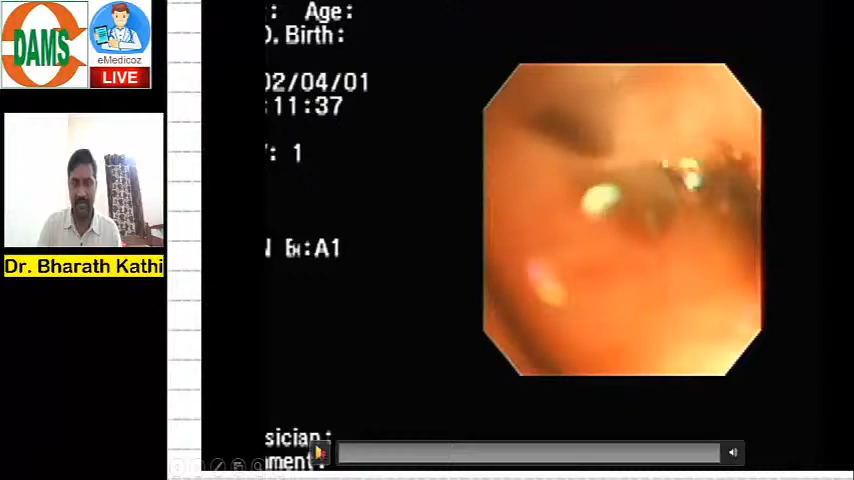 DAMS
eMedicoz
LIVE
Dr. Bharath Kathi
: Age:
D. Birth:
02/04/01
:11:37
: 1
:A1
sician:
ment: